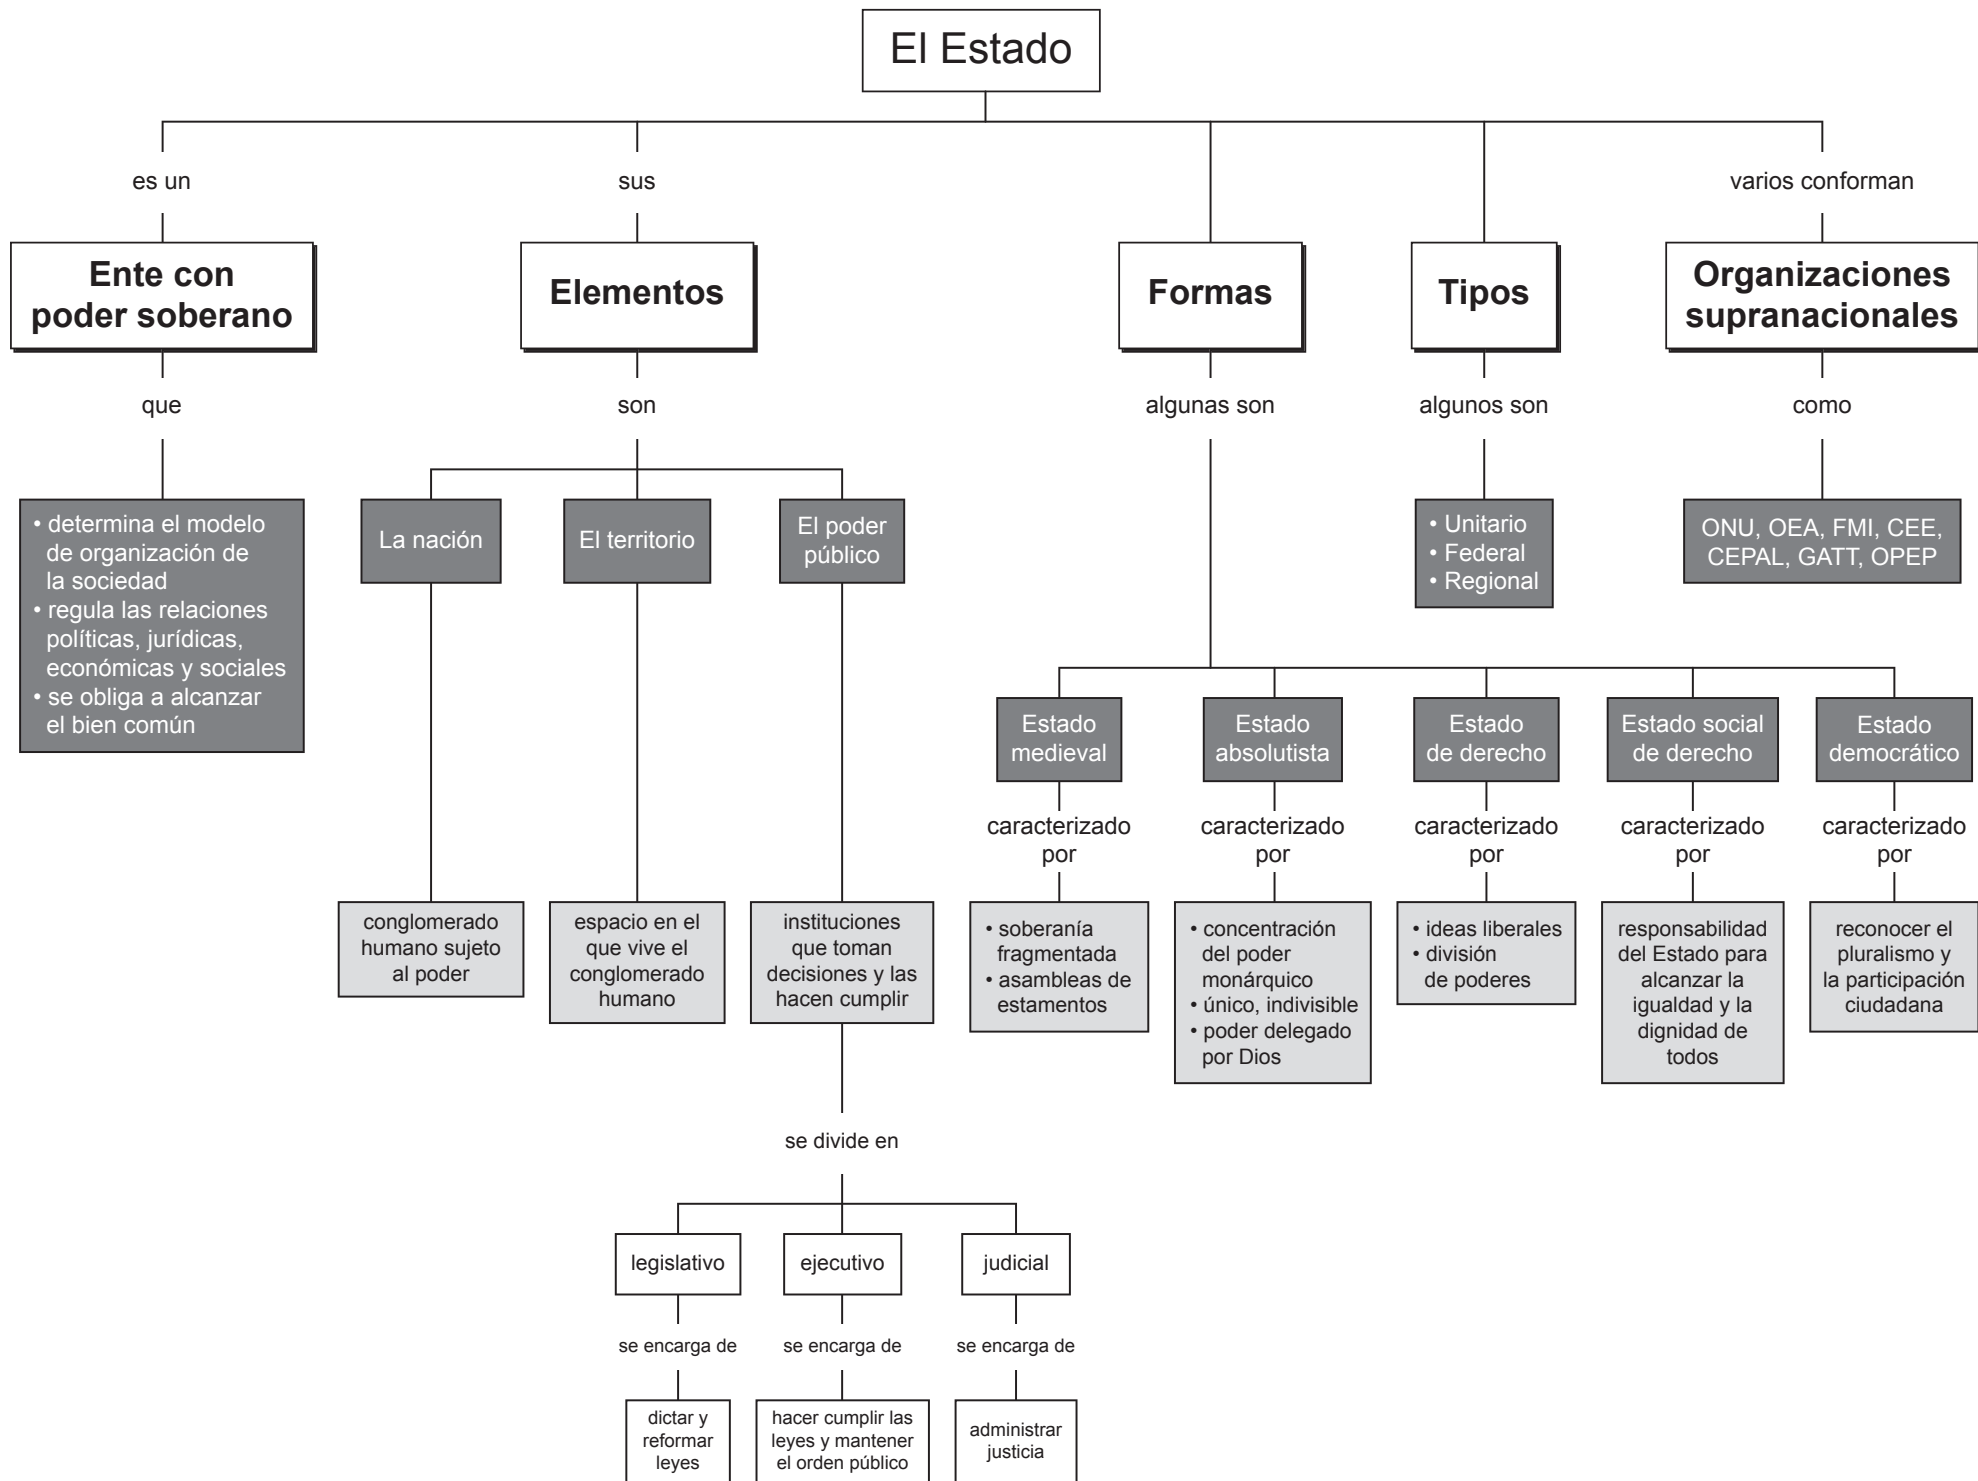 El Estado
es un
sus
varios conforman
Ente con
poder soberano
Elementos
Formas
Tipos
Organizaciones
supranacionales
que
son
algunas son
algunos son
como
• determina el modelo
de organización de
la sociedad
• regula las relaciones
políticas, jurídicas,
económicas y sociales
• se obliga a alcanzar
el bien común
La nación
El territorio
El poder
público
• Unitario
• Federal
• Regional
ONU, OEA, FMI, CEE,
CEPAL, GATT, OPEP
Estado
medieval
Estado
absolutista
Estado
de derecho
Estado social
de derecho
Estado
democrático
caracterizado
por
caracterizado
por
caracterizado
por
caracterizado
por
caracterizado
por
conglomerado
humano sujeto
al poder
espacio en el
que vive el
conglomerado
humano
instituciones
que toman
decisiones y las
hacen cumplir
• soberanía
fragmentada
• asambleas de
estamentos
• concentración
del poder
monárquico
• único, indivisible
• poder delegado
por Dios
• ideas liberales
• división
de poderes
responsabilidad
del Estado para
alcanzar la
igualdad y la
dignidad de
todos
reconocer el
pluralismo y
la participación
ciudadana
se divide en
legislativo
ejecutivo
judicial
se encarga de
se encarga de
se encarga de
dictar y
reformar
leyes
hacer cumplir las
leyes y mantener
el orden público
administrar
justicia